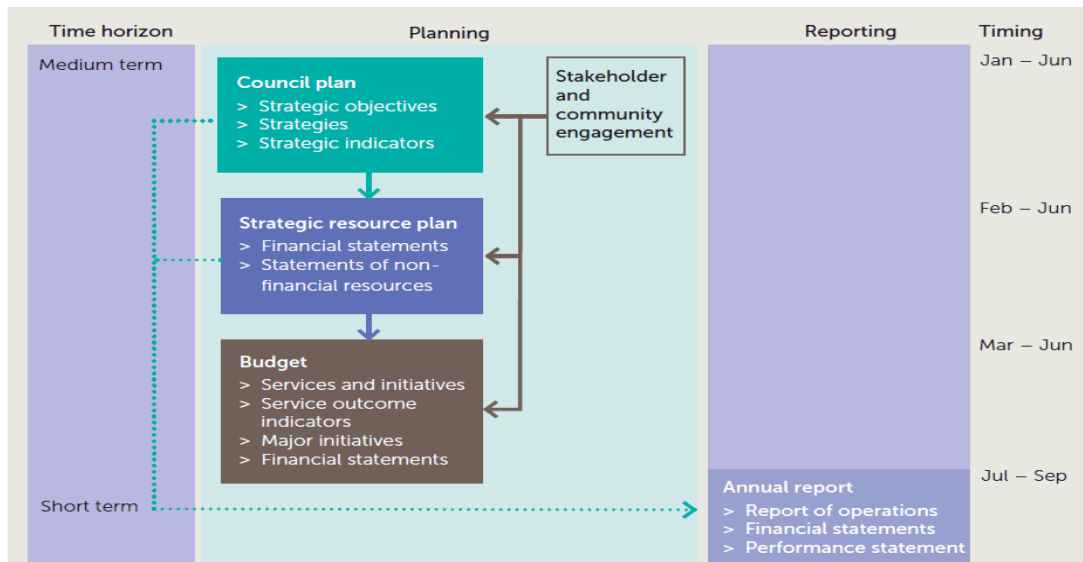 Time horizon
Planning
Reporting
Timing
Medium term
Council plan
> Strategic objectives
> Strategies
> Strategic indicators
Stakeholder
and
community
engagement
Jan – Jun
Strategic resource plan
> Financial statements
> Statements of non-
financial resources
Feb – Jun
Budget
> Services and initiatives
> Service outcome
indicators
> Major initiatives
> Financial statements
Mar – Jun
Short term
Annual report
> Report of operations
> Financial statements
> Performance statement
Jul – Sep